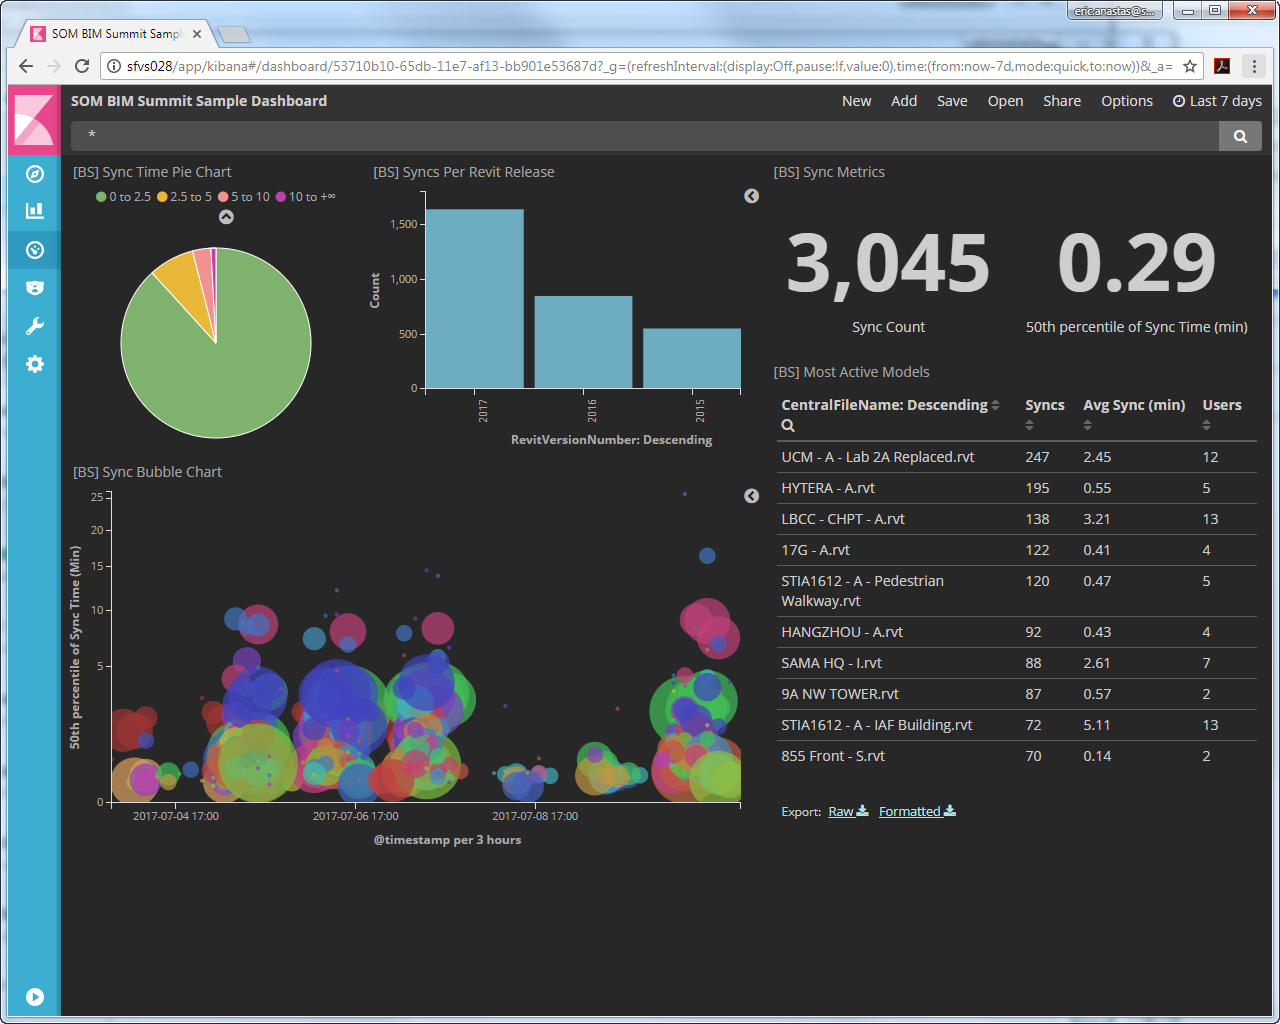 eric.anastas@s...
SOM BIM Summit Samp
sfvs028/app/kibana#/dashboard/53710b10-65db-11e7-af13-bb901e53687d?_g=(refreshInterval:(display:Off,pause:!f,value:0),time:(from:now-7d,mode:quick,to:now))&_a=
SOM BIM Summit Sample Dashboard
New Add Save Open Share Options Last 7 days
*
[BS] Sync Time Pie Chart
0 to 2.5 2.5 to 5 5 to 10 10 to +∞
[BS] Syncs Per Revit Release
1,500
1,000
500
0
Count
2017 2016 2015
RevitVersionNumber: Descending
[BS] Sync Metrics
3,045 0.29
Sync Count 50th percentile of Sync Time (min)
[BS] Most Active Models
CentralFileName: Descending Syncs Avg Sync (min) Users
UCM - A - Lab 2A Replaced.rvt 247 2.45 12
HYTERA - A.rvt 195 0.55 5
LBCC - CHPT - A.rvt 138 3.21 13
17G - A.rvt 122 0.41 4
STIA1612 - A - Pedestrian 120 0.47 5
Walkway.rvt
HANGZHOU - A.rvt 92 0.43 4
SAMA HQ - I.rvt 88 2.61 7
9A NW TOWER.rvt 87 0.57 2
STIA1612 - A - IAF Building.rvt 72 5.11 13
855 Front - S.rvt 70 0.14 2
Export: Raw Formatted
[BS] Sync Bubble Chart
25
20
15
10
5
0
50th percentile of Sync Time (Min)
2017-07-04 17:00 2017-07-06 17:00 2017-07-08 17:00
@timestamp per 3 hours